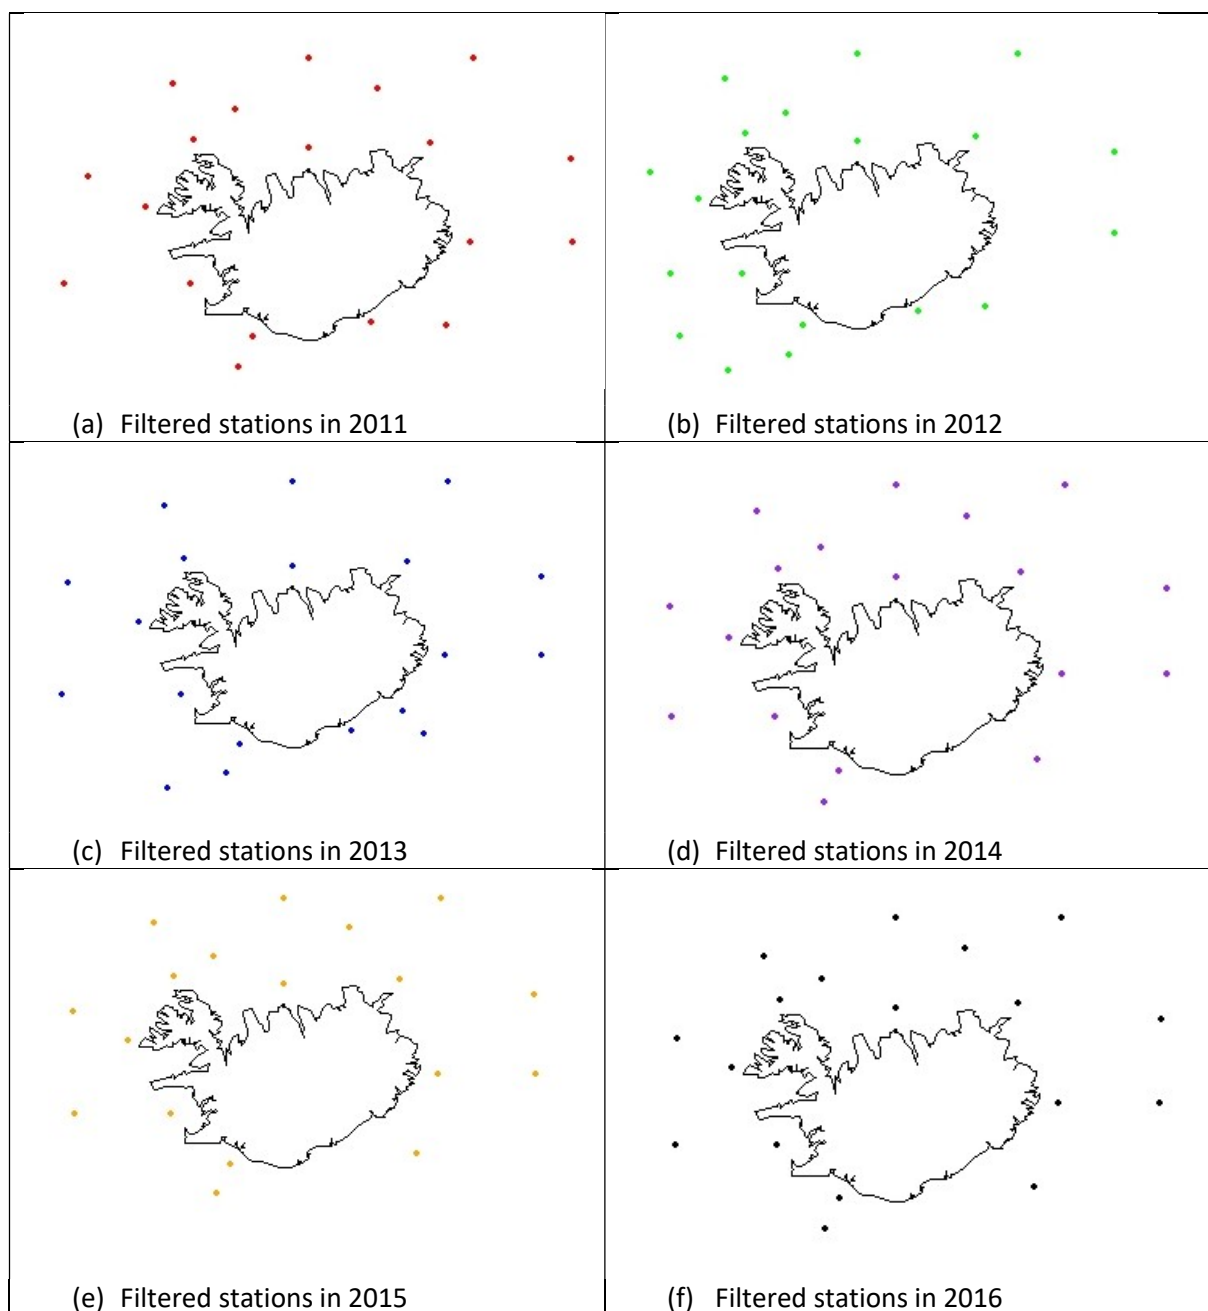 (a) Filtered stations in 2011
(b) Filtered stations in 2012
(c) Filtered stations in 2013
(d) Filtered stations in 2014
(e) Filtered stations in 2015
(f) Filtered stations in 2016